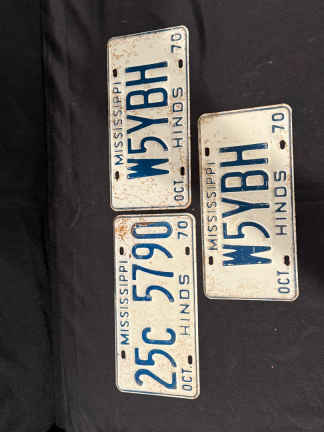 MISSISSIPPI
W5YBH
OCT. HINDS 70
MISSISSIPPI
W5YBH
OCT. HINDS 70
MISSISSIPPI
25C 5790
OCT. HINDS 70